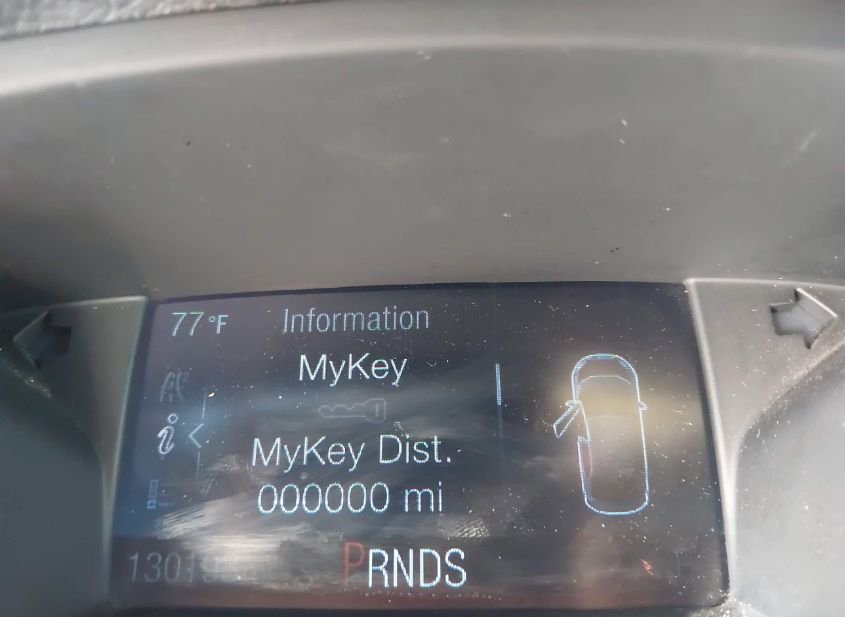 77 °F Information
MyKey
MyKey Dist.
000000 mi
PRNDS